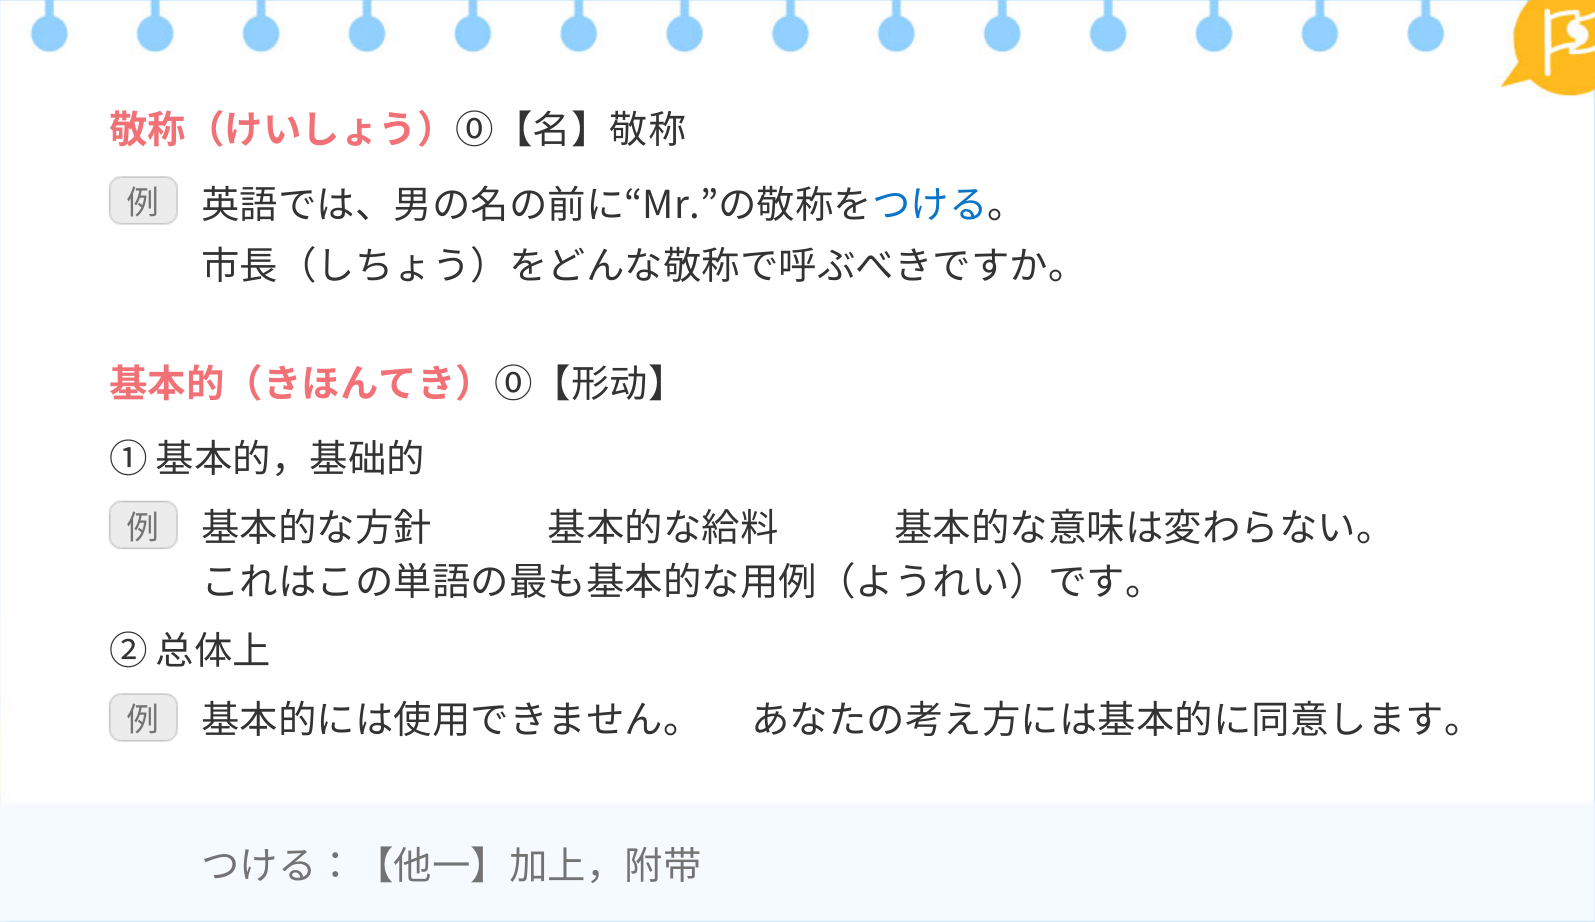 敬称（けいしょう）⓪【名】敬称
例 英語では、男の名の前に“Mr.”の敬称をつける。
市長（しちょう）をどんな敬称で呼ぶべきですか。
基本的（きほんてき）⓪【形动】
① 基本的，基础的
例 基本的な方針 基本的な給料 基本的な意味は変わらない。
これはこの単語の最も基本的な用例（ようれい）です。
② 总体上
例 基本的には使用できません。 あなたの考え方には基本的に同意します。
つける：【他一】加上，附带